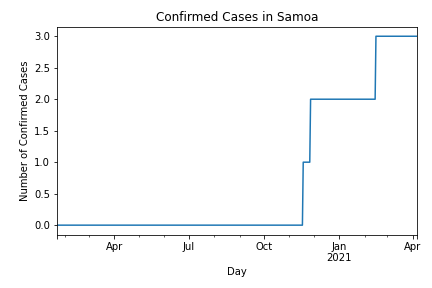 Confirmed Cases in Samoa
Number of Confirmed Cases
3.0
2.5
2.0
1.5
1.0
0.5
0.0
Apr Jul Oct Jan Apr
2021
Day